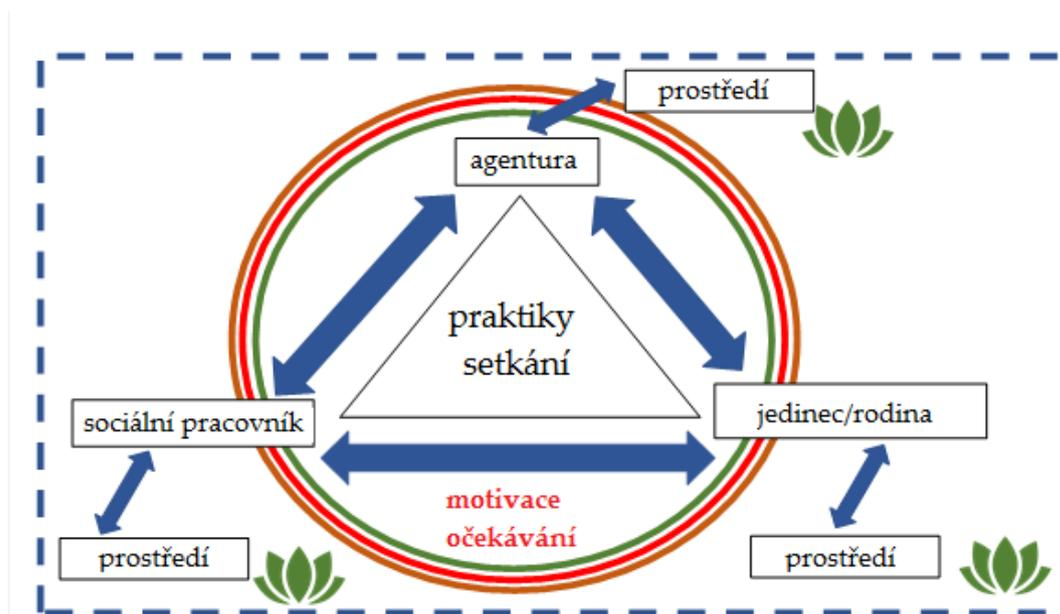 prostředí
agentura
praktiky
setkání
sociální pracovník
jedinec/rodina
motivace
očekávání
prostředí
prostředí